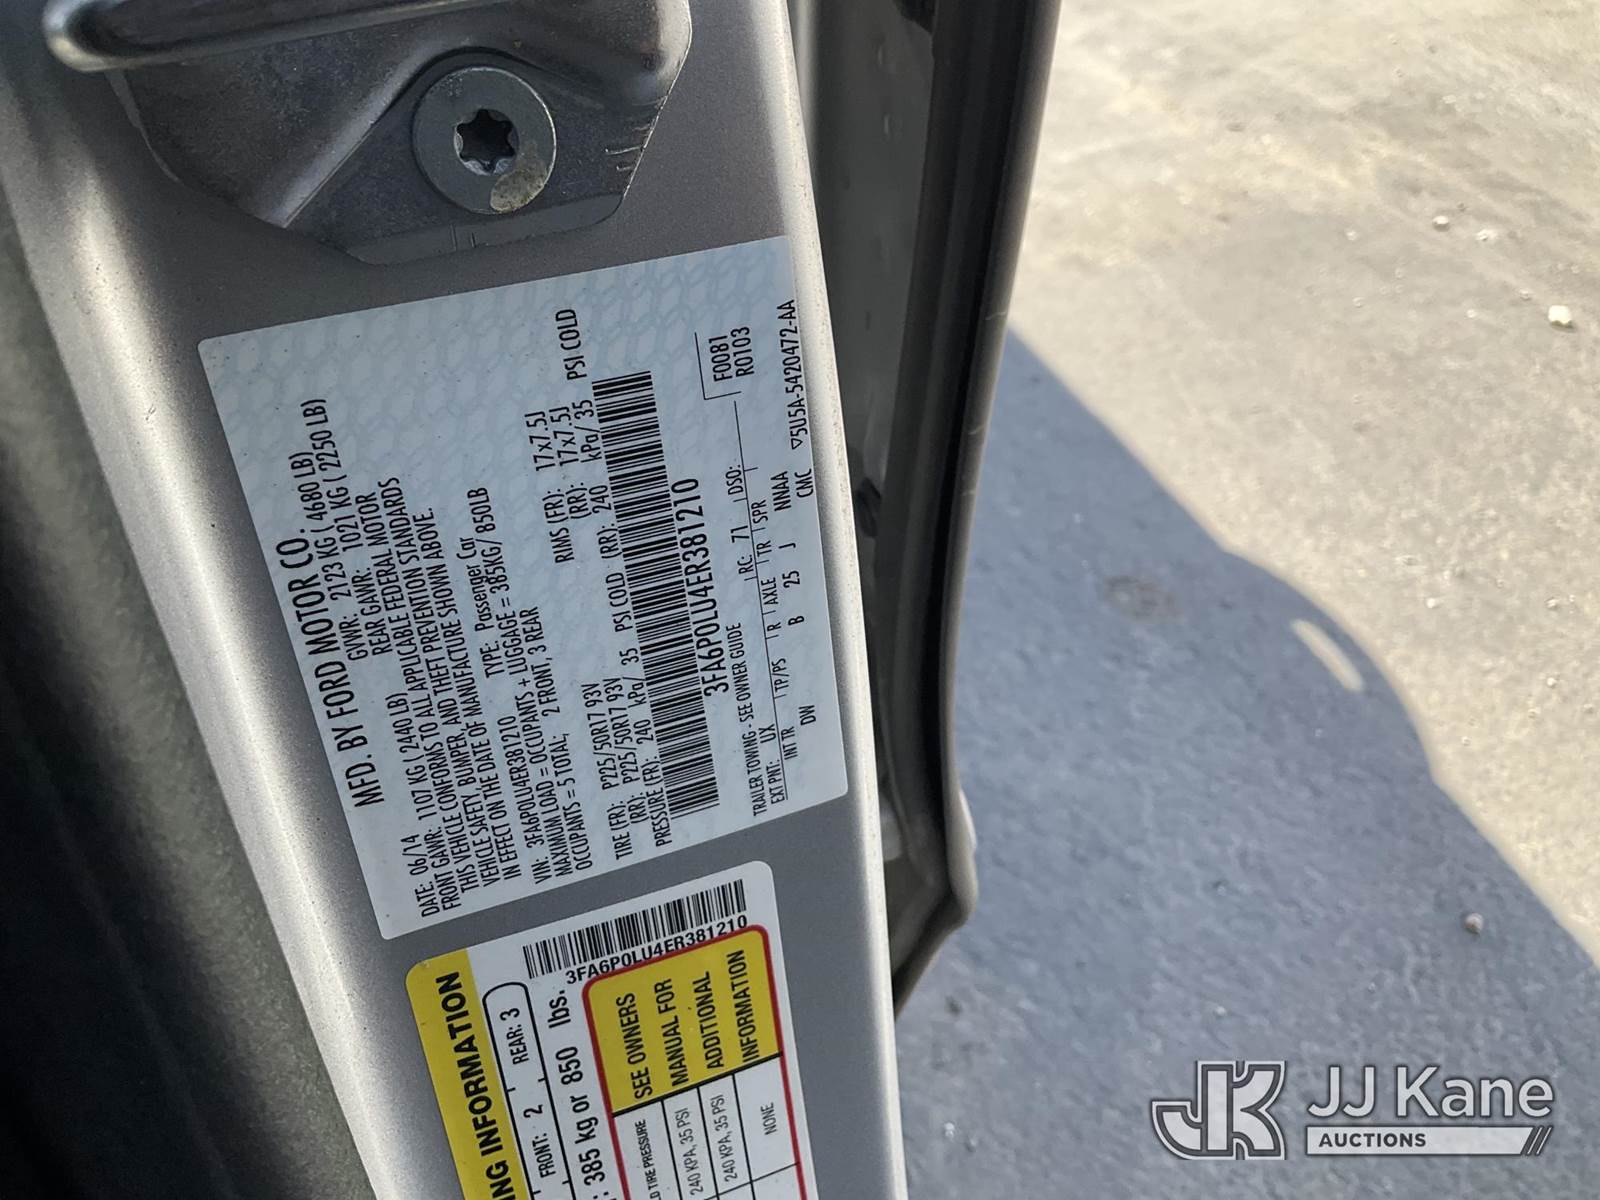 MFD. BY FORD MOTOR CO.
DATE: 06/14 GVWR: 2123 KG ( 4680 LB)
FRONT GAWR: 1107 KG ( 2440 LB) REAR GAWR: 1021 KG ( 2250 LB)
THIS VEHICLE CONFORMS TO ALL APPLICABLE FEDERAL MOTOR
VEHICLE SAFETY, BUMPER, AND THEFT PREVENTION STANDARDS
IN EFFECT ON THE DATE OF MANUFACTURE SHOWN ABOVE.
VIN: 3FA6P0LU4ER381210 TYPE: Passenger Car
MAXIMUM LOAD = OCCUPANTS + LUGGAGE = 385KG/ 850LB
OCCUPANTS = 5 TOTAL; 2 FRONT, 3 REAR
TIRE (FR): P225/50R17 93V RIMS (FR): 17x7.5J
(RR): P225/50R17 93V (RR): 17x7.5J
PRESSURE (FR): 240 kPa/ 35 PSI COLD (RR): 240 kPa/ 35 PSI COLD
3FA6P0LU4ER381210
F0081
R0103
TRAILER TOWING - SEE OWNER GUIDE
EXT PNT: UX RC: 71 DSO:
INT TR TP/PS R AXLE TR SPR
DW B 25 J NNAA
CMC ▽5U5A-5420472-AA
3FA6P0LU4ER381210
NG INFORMATION
FRONT: 2 REAR: 3
: 385 kg or 850 lbs.
SEE OWNERS
MANUAL FOR
ADDITIONAL
INFORMATION
D TIRE PRESSURE
240 KPA, 35 PSI
240 KPA, 35 PSI
NONE
JK JJ Kane
AUCTIONS